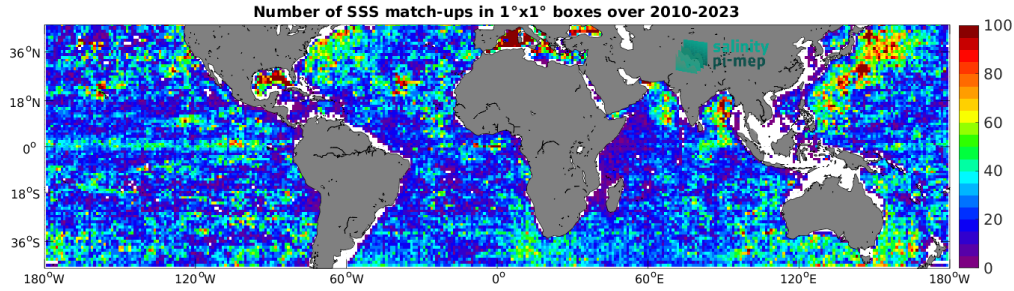 Number of SSS match-ups in 1°x1° boxes over 2010-2023
salinity
pi-mep
36°N
18°N
0°
18°S
36°S
180°W
120°W
60°W
0°
60°E
120°E
180°W
100
80
60
40
20
0